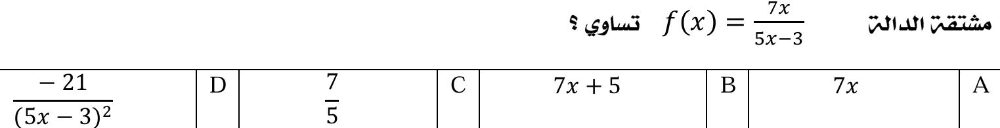 مشتقة الدالة f(x) = 7x/(5x−3) تساوي ؟
A 7x B 7x + 5 C 7/5 D −21/(5x − 3)²